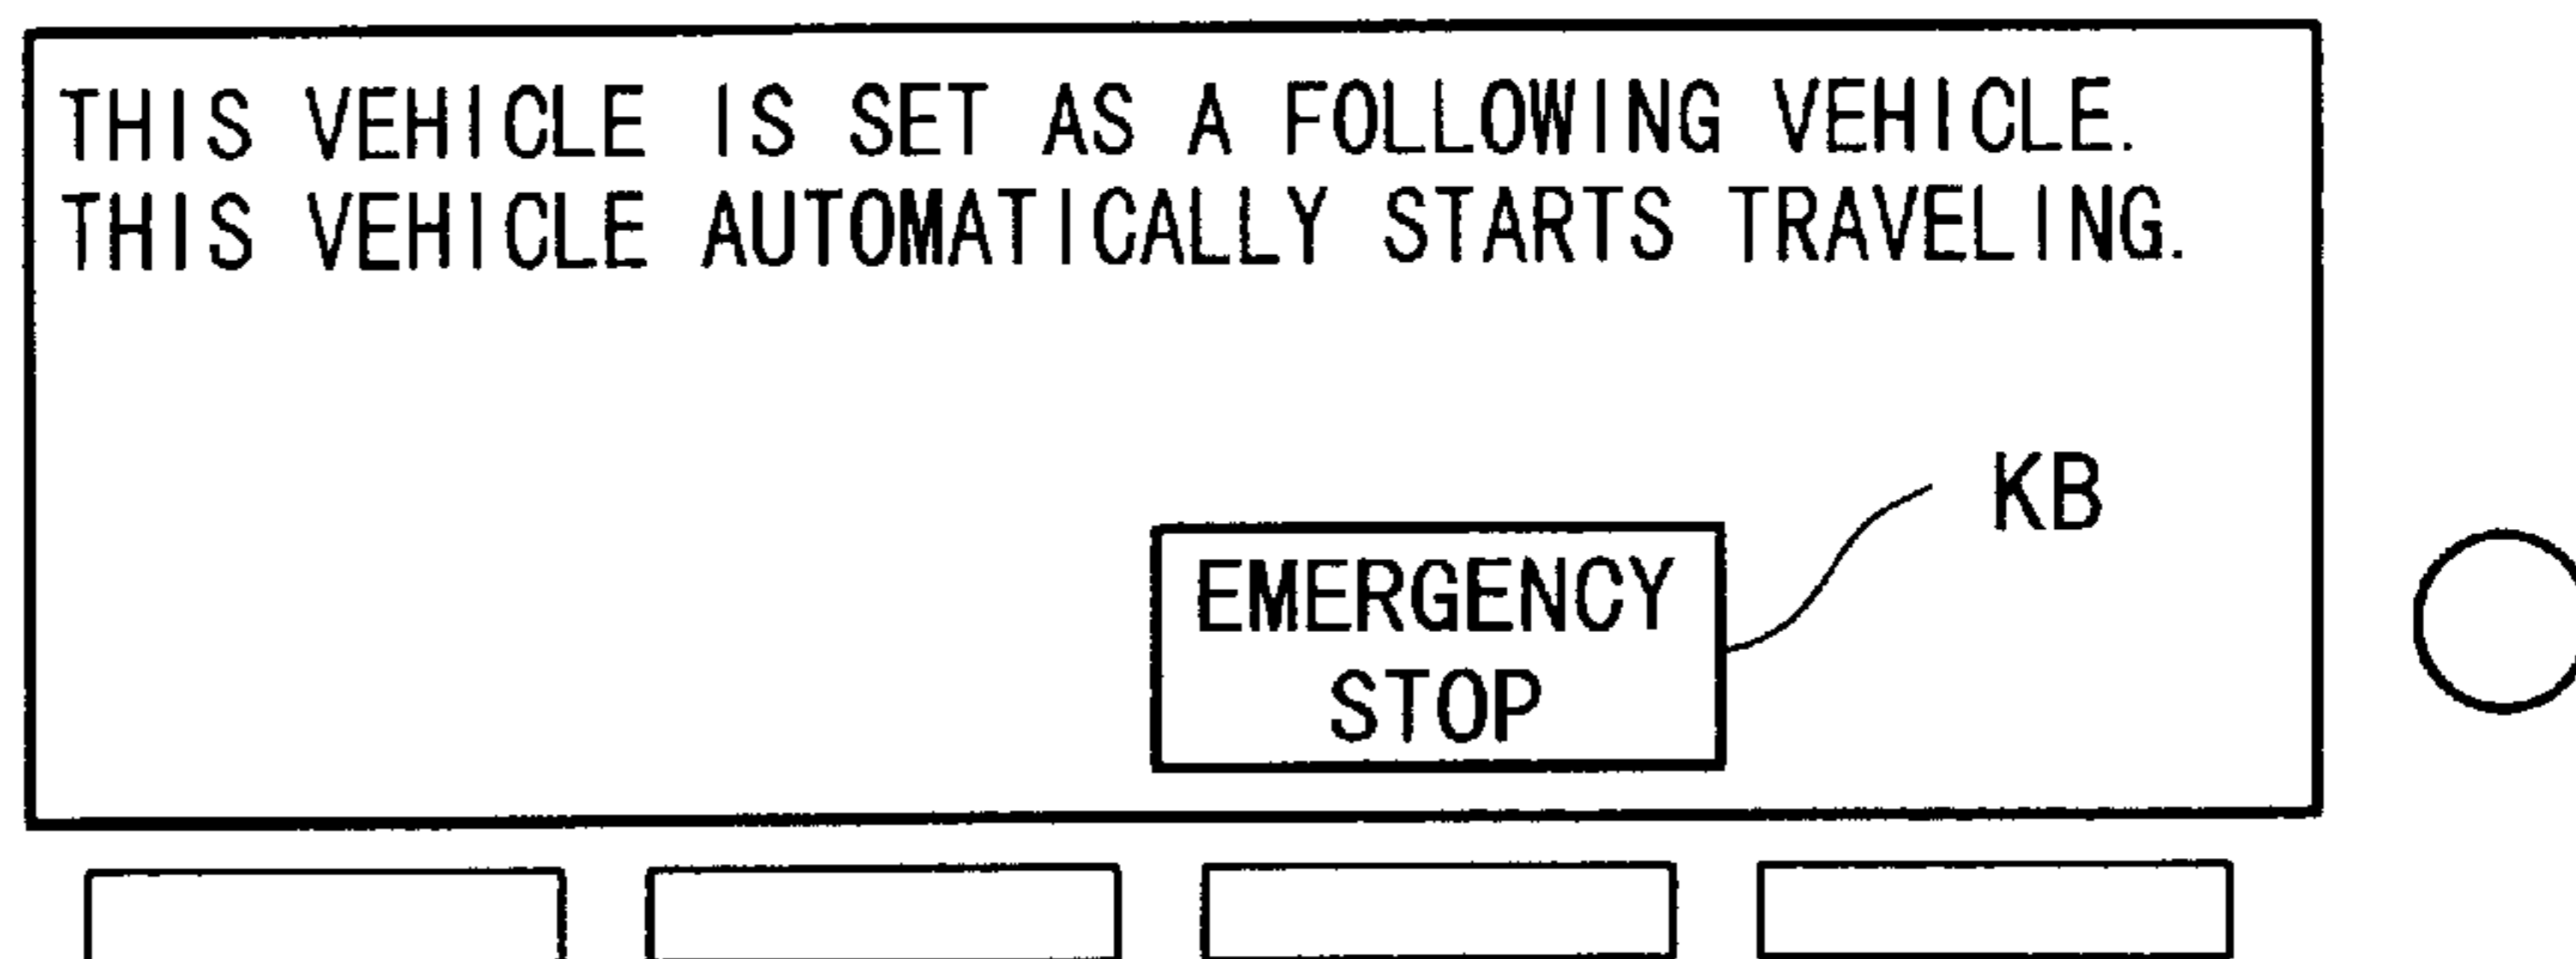 THIS VEHICLE IS SET AS A FOLLOWING VEHICLE.
THIS VEHICLE AUTOMATICALLY STARTS TRAVELING.
KB
EMERGENCY
STOP